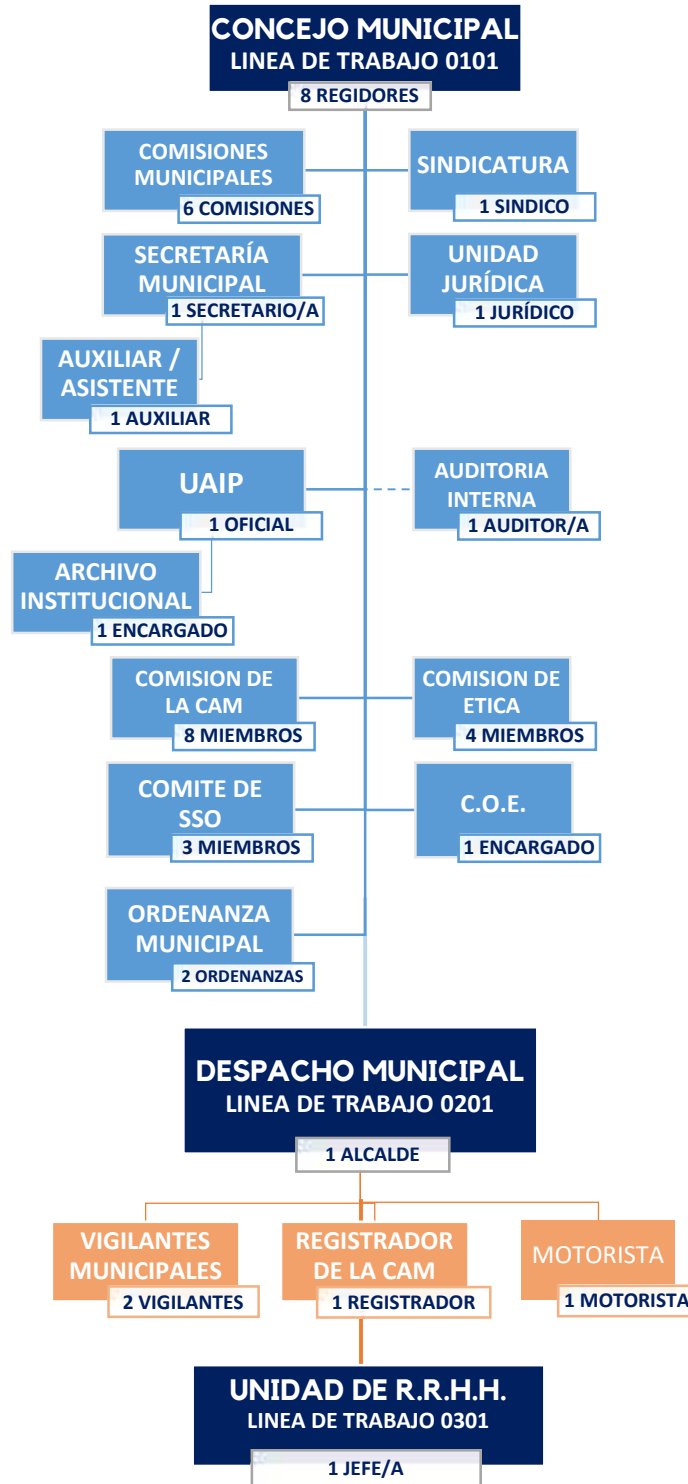 CONCEJO MUNICIPAL
LINEA DE TRABAJO 0101
8 REGIDORES
COMISIONES
MUNICIPALES
6 COMISIONES
SINDICATURA
1 SINDICO
SECRETARÍA
MUNICIPAL
1 SECRETARIO/A
UNIDAD
JURÍDICA
1 JURÍDICO
AUXILIAR /
ASISTENTE
1 AUXILIAR
UAIP
1 OFICIAL
AUDITORIA
INTERNA
1 AUDITOR/A
ARCHIVO
INSTITUCIONAL
1 ENCARGADO
COMISION DE
LA CAM
8 MIEMBROS
COMISION DE
ETICA
4 MIEMBROS
COMITE DE
SSO
3 MIEMBROS
C.O.E.
1 ENCARGADO
ORDENANZA
MUNICIPAL
2 ORDENANZAS
DESPACHO MUNICIPAL
LINEA DE TRABAJO 0201
1 ALCALDE
VIGILANTES
MUNICIPALES
2 VIGILANTES
REGISTRADOR
DE LA CAM
1 REGISTRADOR
MOTORISTA
1 MOTORISTA
UNIDAD DE R.R.H.H.
LINEA DE TRABAJO 0301
1 JEFE/A